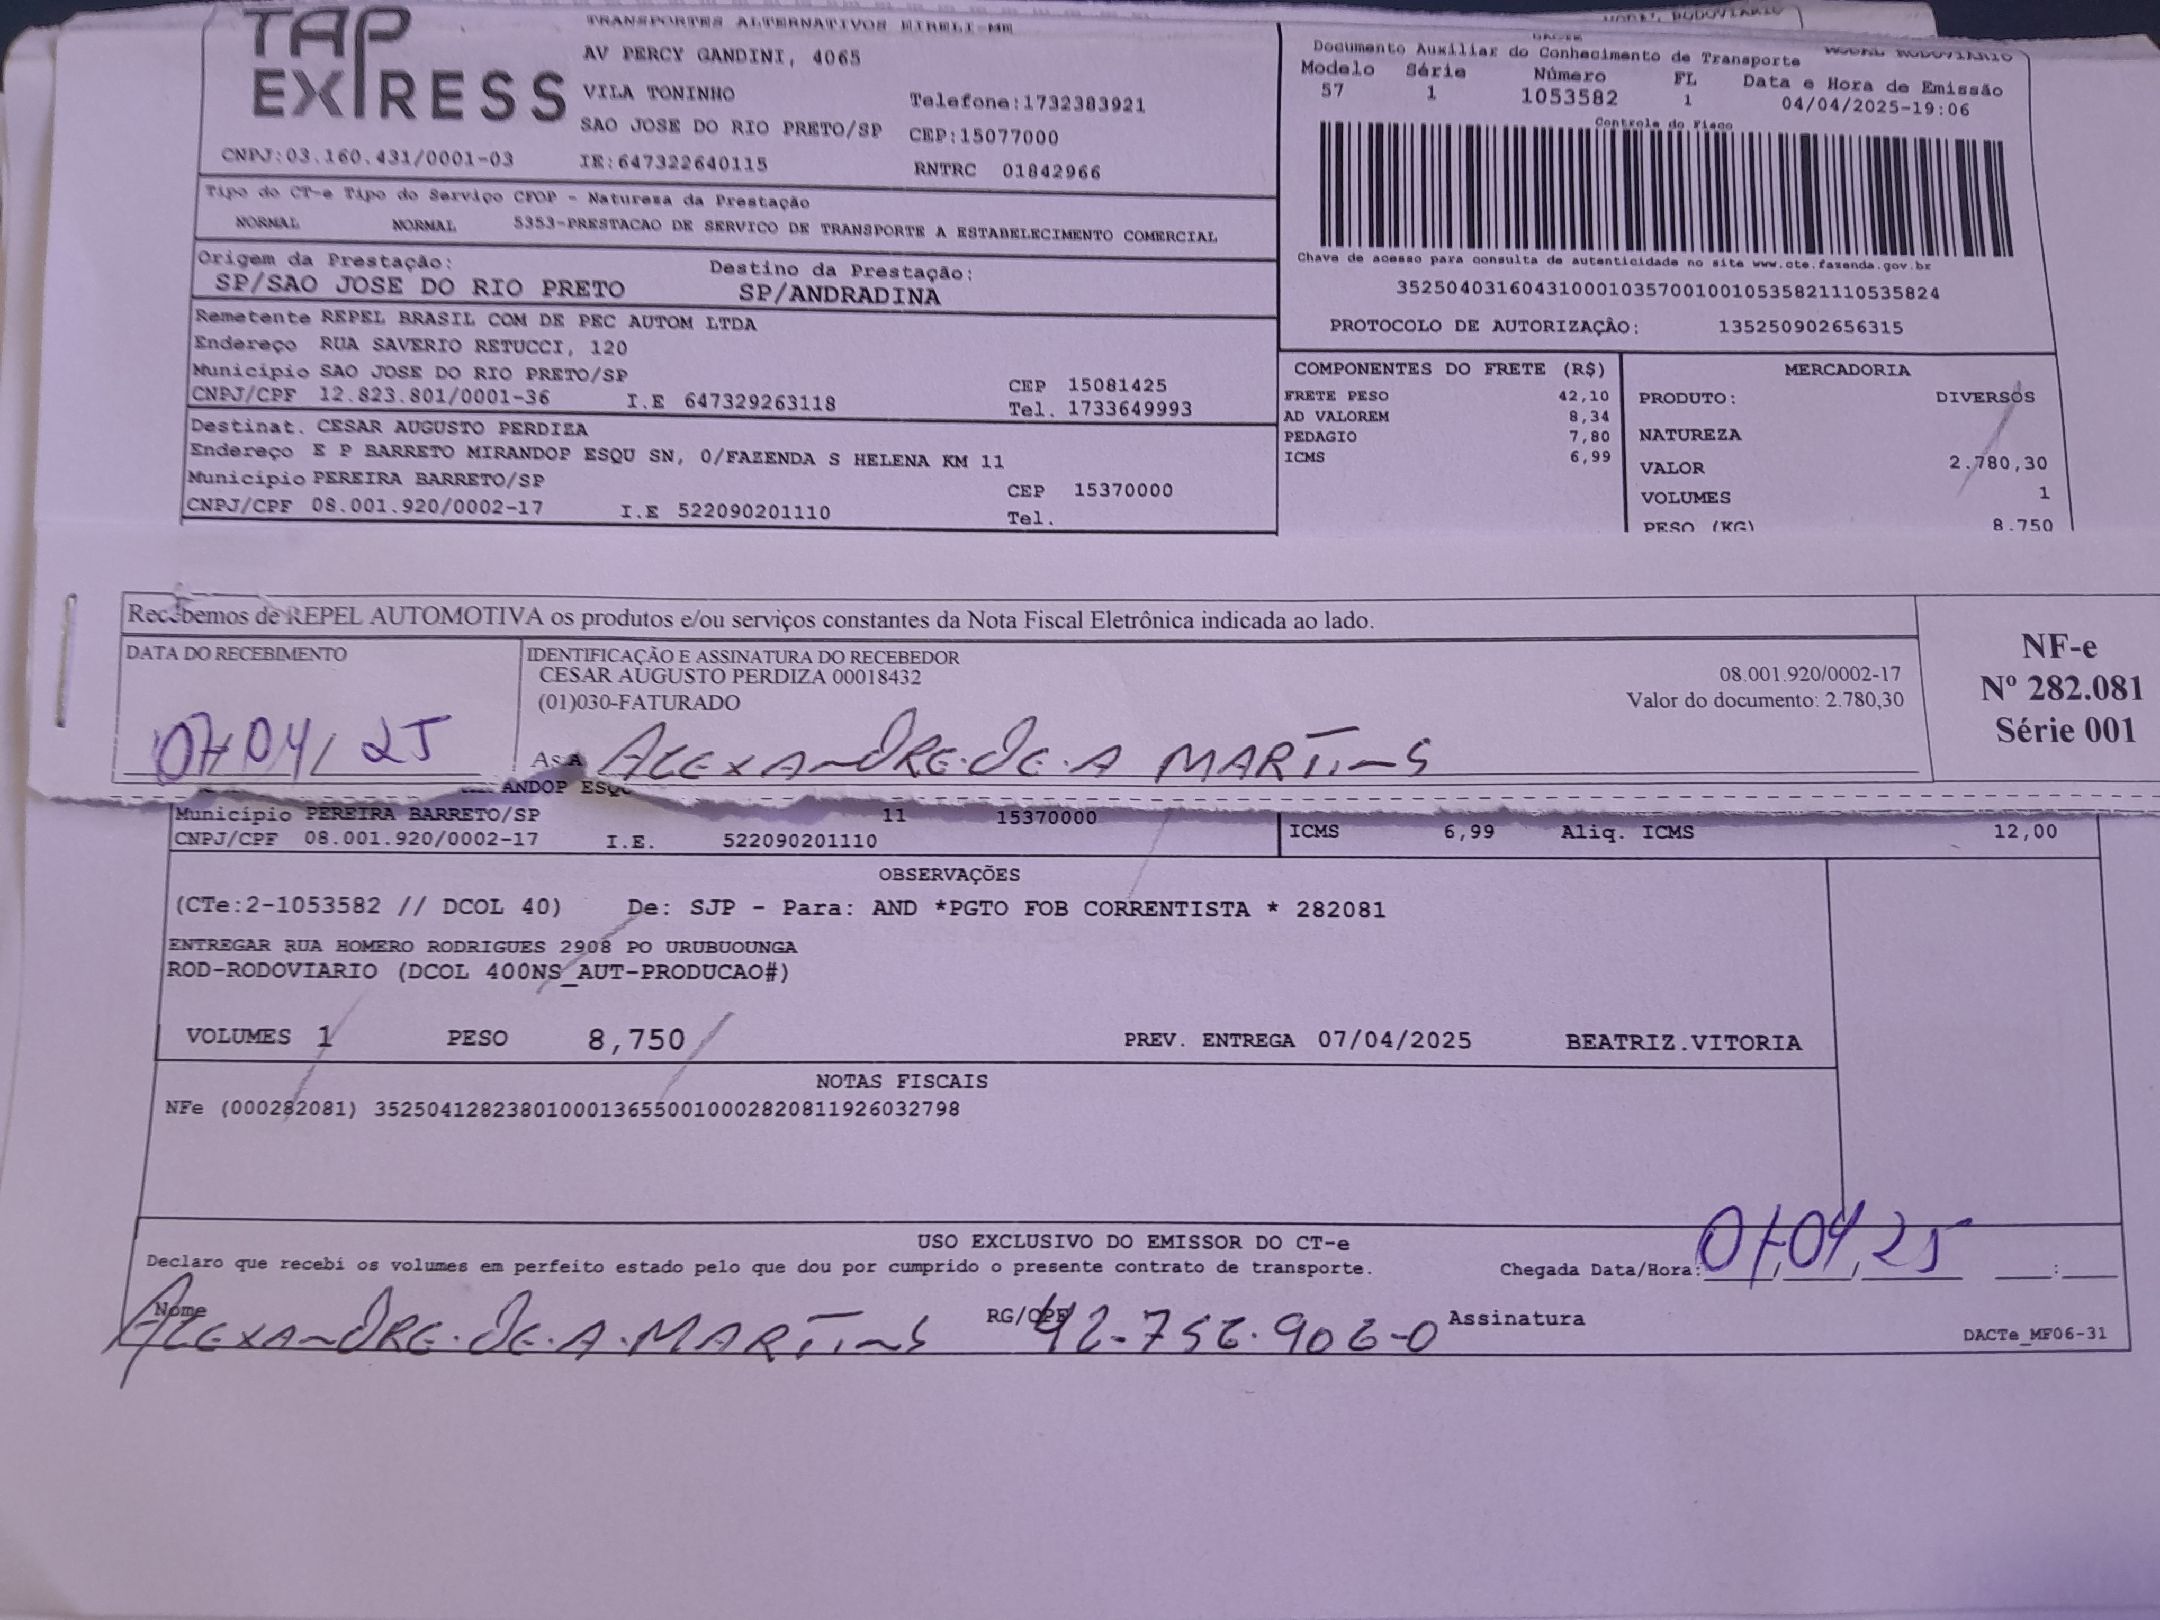 TAP EXPRESS
TRANSPORTES ALTERNATIVOS EIRELI-ME
AV PERCY GANDINI, 4065
VILA TONINHO Telefone:1732383921
SAO JOSE DO RIO PRETO/SP CEP:15077000
CNPJ:03.160.431/0001-03 IE:647322640115 RNTRC 01842966
Tipo do CT-e Tipo do Serviço CFOP - Natureza da Prestação
NORMAL NORMAL 5353-PRESTACAO DE SERVICO DE TRANSPORTE A ESTABELECIMENTO COMERCIAL
Origem da Prestação: Destino da Prestação:
SP/SAO JOSE DO RIO PRETO SP/ANDRADINA
Remetente REPEL BRASIL COM DE PEC AUTOM LTDA
Endereço RUA SAVERIO RETUCCI, 120
Município SAO JOSE DO RIO PRETO/SP CEP 15081425
CNPJ/CPF 12.823.801/0001-36 I.E 647329263118 Tel. 1733649993
Destinat. CESAR AUGUSTO PERDIZA
Endereço E P BARRETO MIRANDOP ESQU SN, 0/FAZENDA S HELENA KM 11
Município PEREIRA BARRETO/SP CEP 15370000
CNPJ/CPF 08.001.920/0002-17 I.E 522090201110 Tel.
MODAL RODOVIARIO
DACTE
Documento Auxiliar do Conhecimento de Transporte MODAL RODOVIARIO
Modelo Série Número FL Data e Hora de Emissão
57 1 1053582 1 04/04/2025-19:06
Controle do Fisco
Chave de acesso para consulta de autenticidade no site www.cte.fazenda.gov.br
35250403160431000103570010010535821110535824
PROTOCOLO DE AUTORIZAÇÃO: 135250902656315
COMPONENTES DO FRETE (R$)
FRETE PESO 42,10
AD VALOREM 8,34
PEDAGIO 7,80
ICMS 6,99
MERCADORIA
PRODUTO: DIVERSOS
NATUREZA
VALOR 2.780,30
VOLUMES 1
PESO (KG) 8.750
Recebemos de REPEL AUTOMOTIVA os produtos e/ou serviços constantes da Nota Fiscal Eletrônica indicada ao lado.
DATA DO RECEBIMENTO
07/04/25
IDENTIFICAÇÃO E ASSINATURA DO RECEBEDOR
CESAR AUGUSTO PERDIZA 00018432 08.001.920/0002-17
(01)030-FATURADO Valor do documento: 2.780,30
ALEXANDRE.DE.A MARTINS
NF-e
Nº 282.081
Série 001
ANDOP ESQU
Município PEREIRA BARRETO/SP 11 15370000
CNPJ/CPF 08.001.920/0002-17 I.E. 522090201110
ICMS 6,99 Aliq. ICMS 12,00
OBSERVAÇÕES
(CTe:2-1053582 // DCOL 40) De: SJP - Para: AND *PGTO FOB CORRENTISTA * 282081
ENTREGAR RUA HOMERO RODRIGUES 2908 PO URUBUOUNGA
ROD-RODOVIARIO (DCOL 400NS_AUT-PRODUCAO#)
VOLUMES 1 PESO 8,750 PREV. ENTREGA 07/04/2025 BEATRIZ.VITORIA
NOTAS FISCAIS
NFe (000282081) 35250412823801000136550010002820811926032798
USO EXCLUSIVO DO EMISSOR DO CT-e
Declaro que recebi os volumes em perfeito estado pelo que dou por cumprido o presente contrato de transporte. Chegada Data/Hora: 07/04/25 __:__
Nome ALEXANDRE.DE.A.MARTINS RG/CPF 42-756.906-0 Assinatura
DACTe_MF06-31